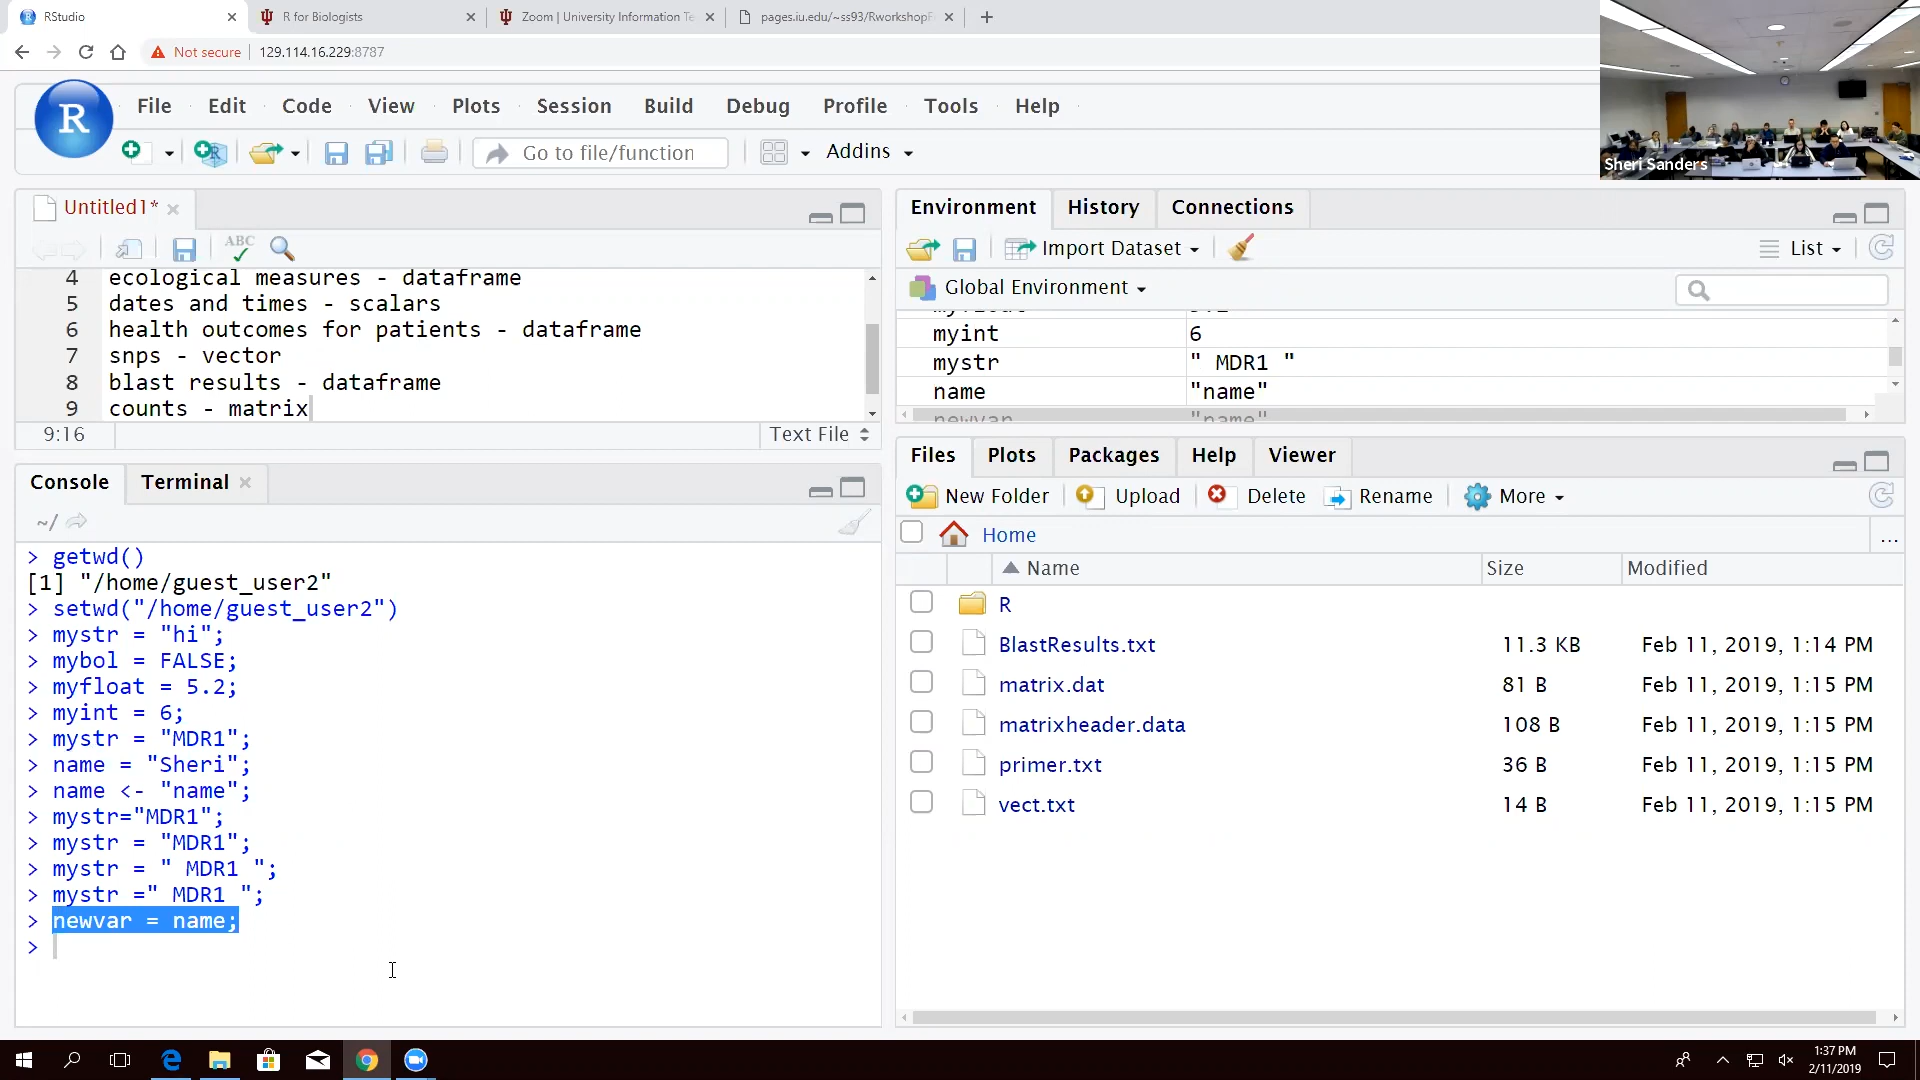 RStudio
R for Biologists
Zoom | University Information Te
pages.iu.edu/~ss93/RworkshopF
Not secure
129.114.16.229:8787
Sheri Sanders
R
File Edit Code View Plots Session Build Debug Profile Tools Help
Go to file/function
Addins
Untitled1*
ABC
4 ecological measures - dataframe
5 dates and times - scalars
6 health outcomes for patients - dataframe
7 snps - vector
8 blast results - dataframe
9 counts - matrix
9:16
Text File
Console
Terminal
~/
> getwd()
[1] "/home/guest_user2"
> setwd("/home/guest_user2")
> mystr = "hi";
> mybol = FALSE;
> myfloat = 5.2;
> myint = 6;
> mystr = "MDR1";
> name = "Sheri";
> name <- "name";
> mystr="MDR1";
> mystr = "MDR1";
> mystr = " MDR1 ";
> mystr =" MDR1 ";
> newvar = name;
>
Environment History Connections
Import Dataset
List
Global Environment
myfloat 5.2
myint 6
mystr " MDR1 "
name "name"
newvar "name"
Files Plots Packages Help Viewer
New Folder Upload Delete Rename More
Home
...
Name Size Modified
R
BlastResults.txt 11.3 KB Feb 11, 2019, 1:14 PM
matrix.dat 81 B Feb 11, 2019, 1:15 PM
matrixheader.data 108 B Feb 11, 2019, 1:15 PM
primer.txt 36 B Feb 11, 2019, 1:15 PM
vect.txt 14 B Feb 11, 2019, 1:15 PM
1:37 PM
2/11/2019